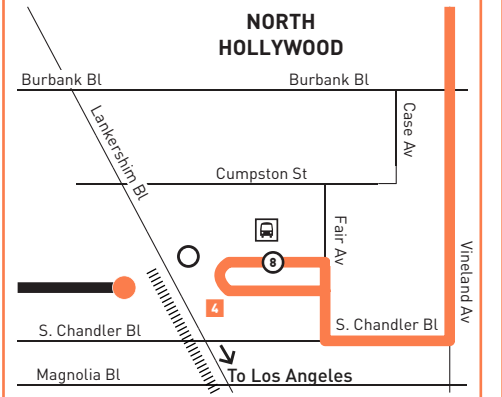 NORTH
HOLLYWOOD
Burbank Bl
Burbank Bl
Lankershim Bl
Case Av
Cumpston St
Fair Av
8
Vineland Av
4
S. Chandler Bl
S. Chandler Bl
Magnolia Bl
To Los Angeles